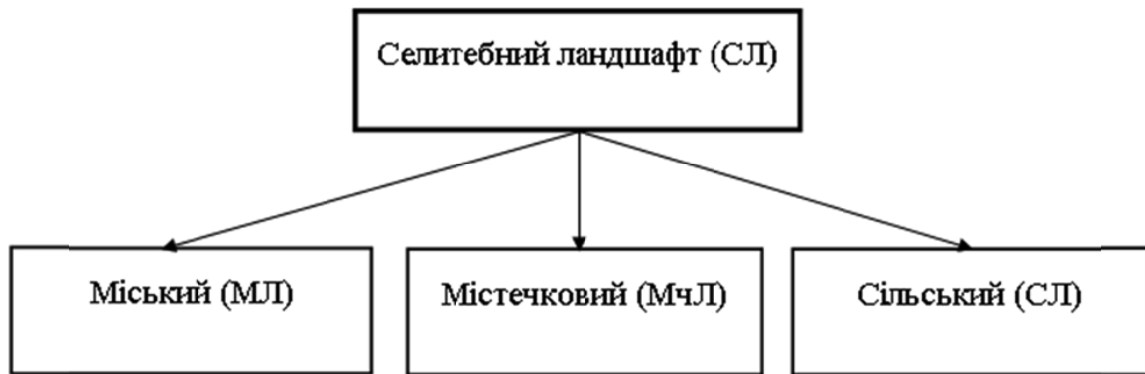 Селитебний ландшафт (СЛ)
Міський (МЛ)
Містечковий (МчЛ)
Сільський (СЛ)